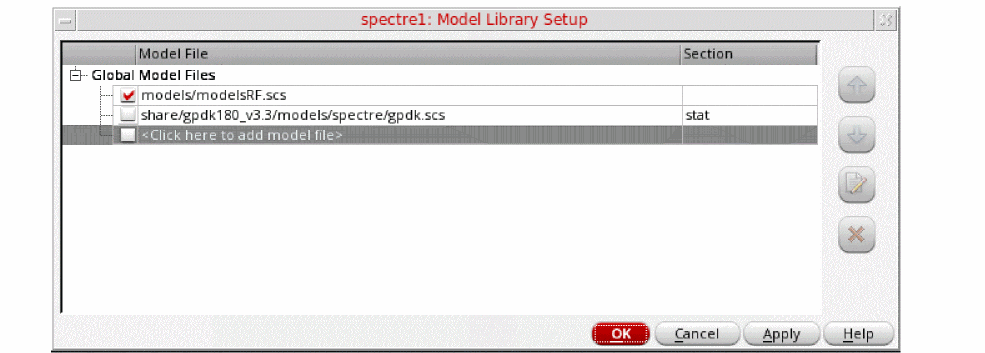 spectre1: Model Library Setup
Model File Section
Global Model Files
models/modelsRF.scs
share/gpdk180_v3.3/models/spectre/gpdk.scs stat
<Click here to add model file>
OK Cancel Apply Help